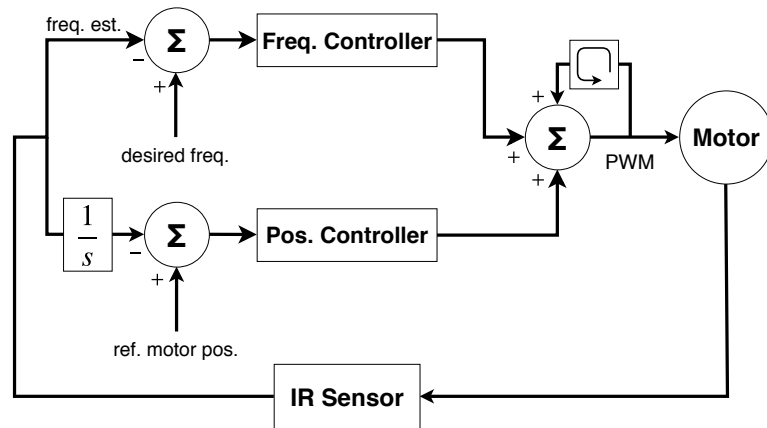 freq. est.
Σ
−
+
Freq. Controller
desired freq.
+
+
+
Σ
PWM
Motor
1
s
−
+
Σ
Pos. Controller
ref. motor pos.
IR Sensor